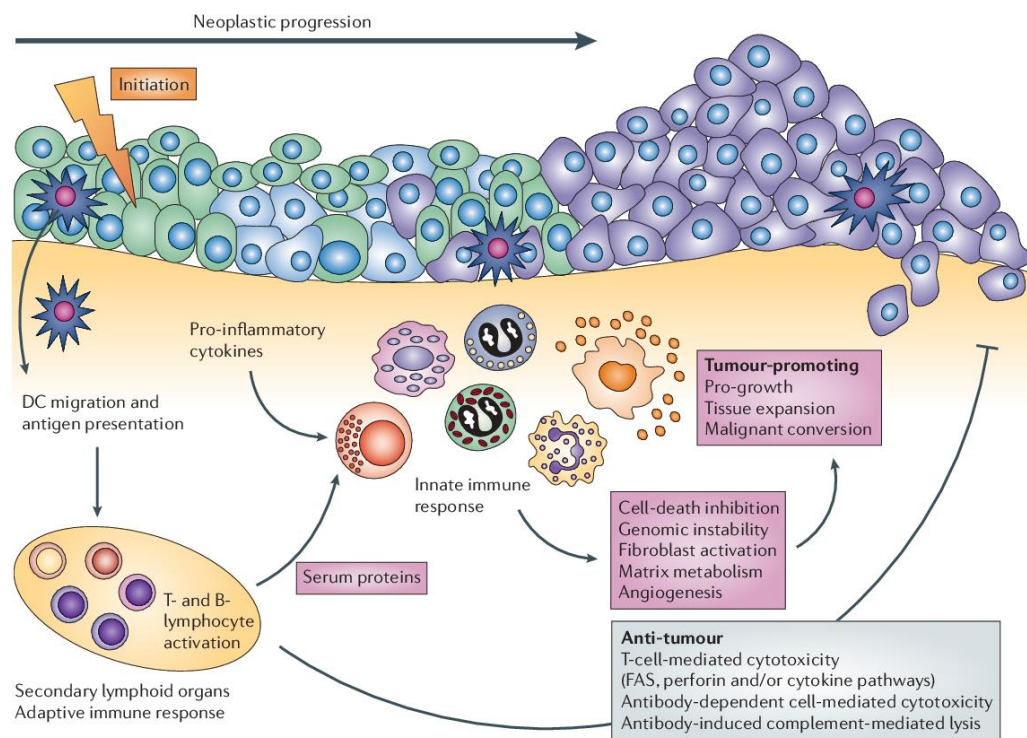 Neoplastic progression
Initiation
Pro-inflammatory
cytokines
DC migration and
antigen presentation
Tumour-promoting
Pro-growth
Tissue expansion
Malignant conversion
Innate immune
response
Cell-death inhibition
Genomic instability
Fibroblast activation
Matrix metabolism
Angiogenesis
Serum proteins
T- and B-
lymphocyte
activation
Secondary lymphoid organs
Adaptive immune response
Anti-tumour
T-cell-mediated cytotoxicity
(FAS, perforin and/or cytokine pathways)
Antibody-dependent cell-mediated cytotoxicity
Antibody-induced complement-mediated lysis